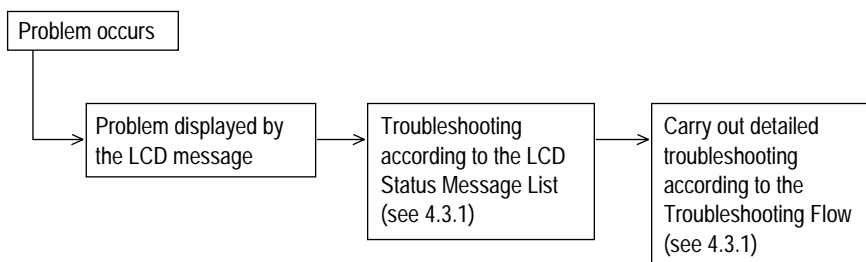 Problem occurs
Problem displayed by
the LCD message
Troubleshooting
according to the LCD
Status Message List
(see 4.3.1)
Carry out detailed
troubleshooting
according to the
Troubleshooting Flow
(see 4.3.1)